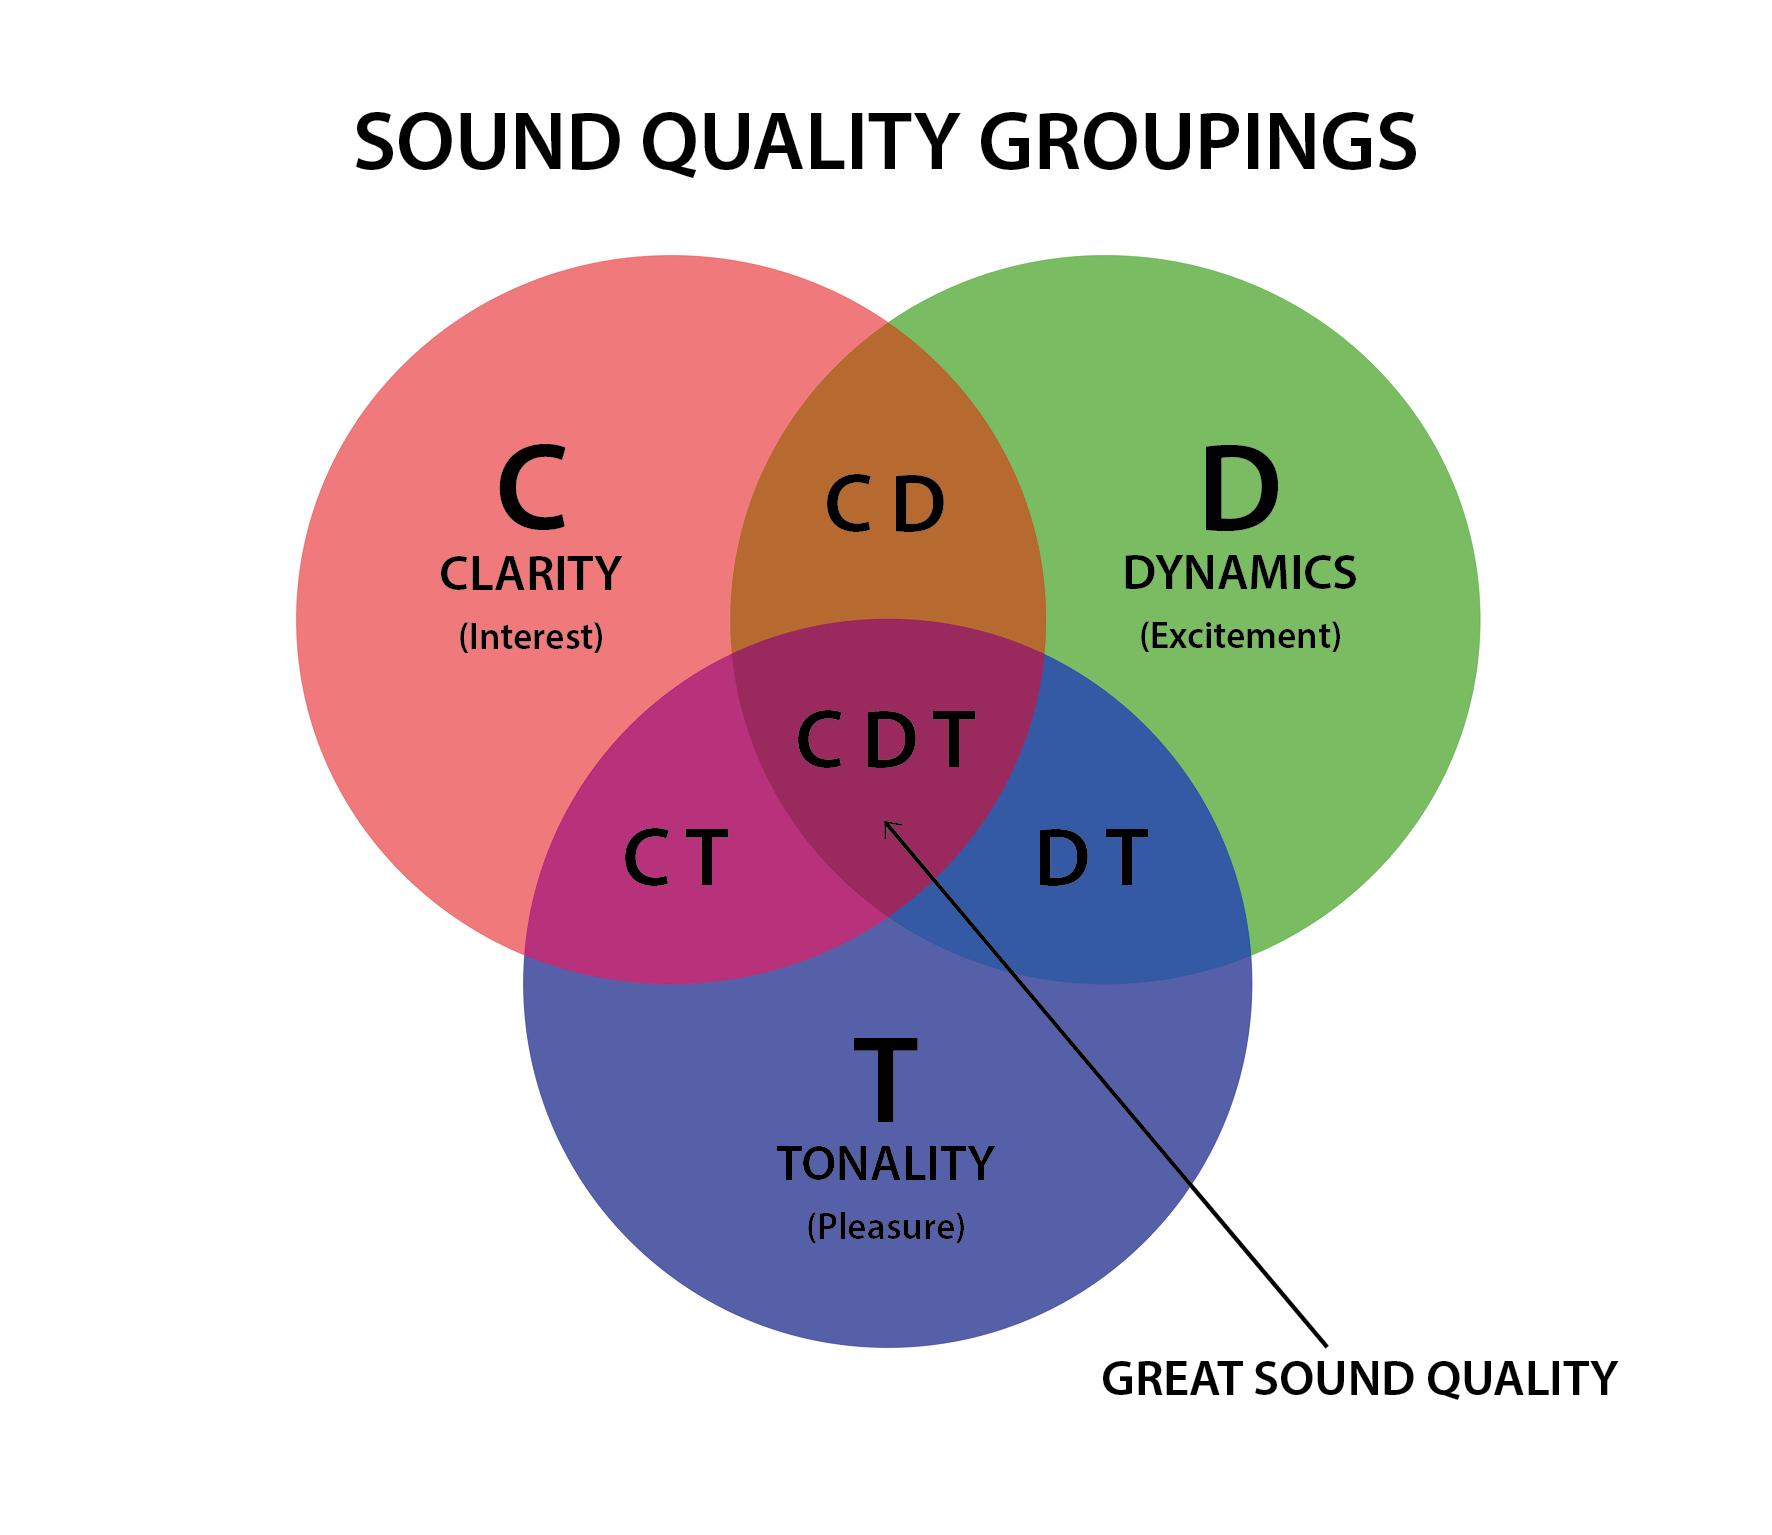 SOUND QUALITY GROUPINGS
C
CLARITY
(Interest)
C D
D
DYNAMICS
(Excitement)
C D T
C T
D T
T
TONALITY
(Pleasure)
GREAT SOUND QUALITY